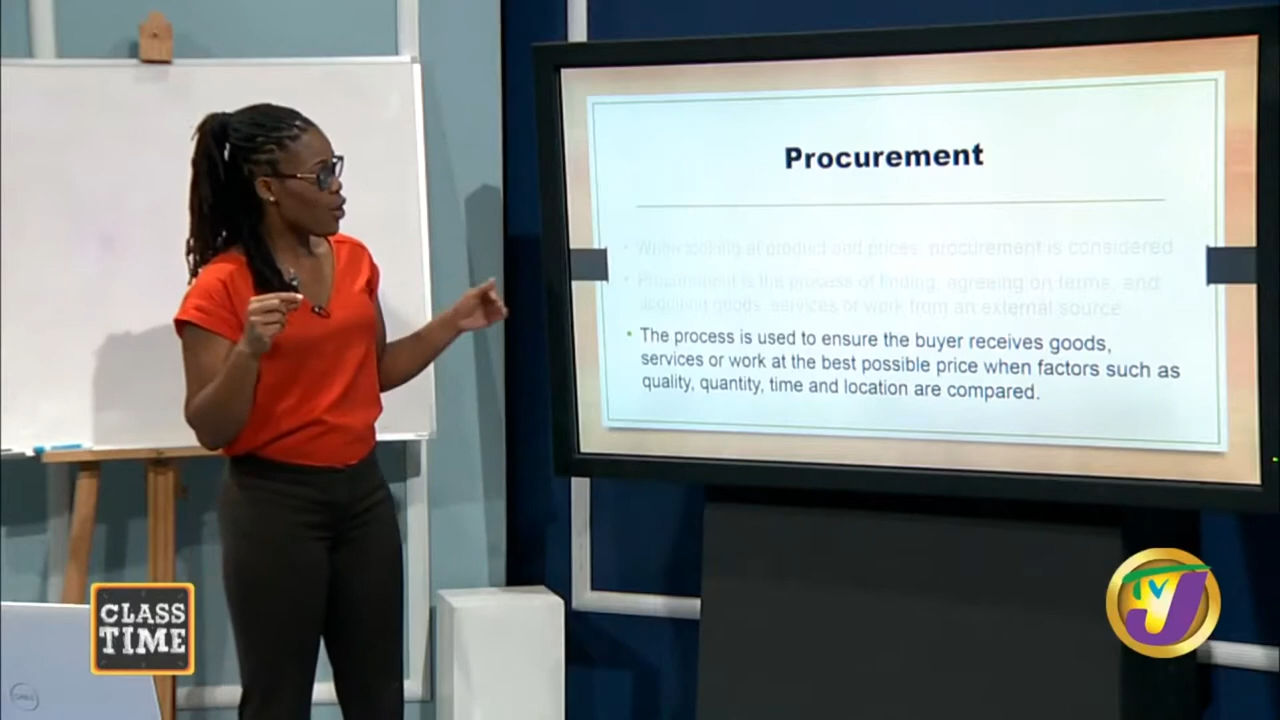 Procurement
• While looking at product and prices, procurement is considered
• Procurement is the process of finding, agreeing on terms, and
acquiring goods, services or work from an external source
• The process is used to ensure the buyer receives goods,
services or work at the best possible price when factors such as
quality, quantity, time and location are compared.
CLASS
TIME
TVJ
DELL